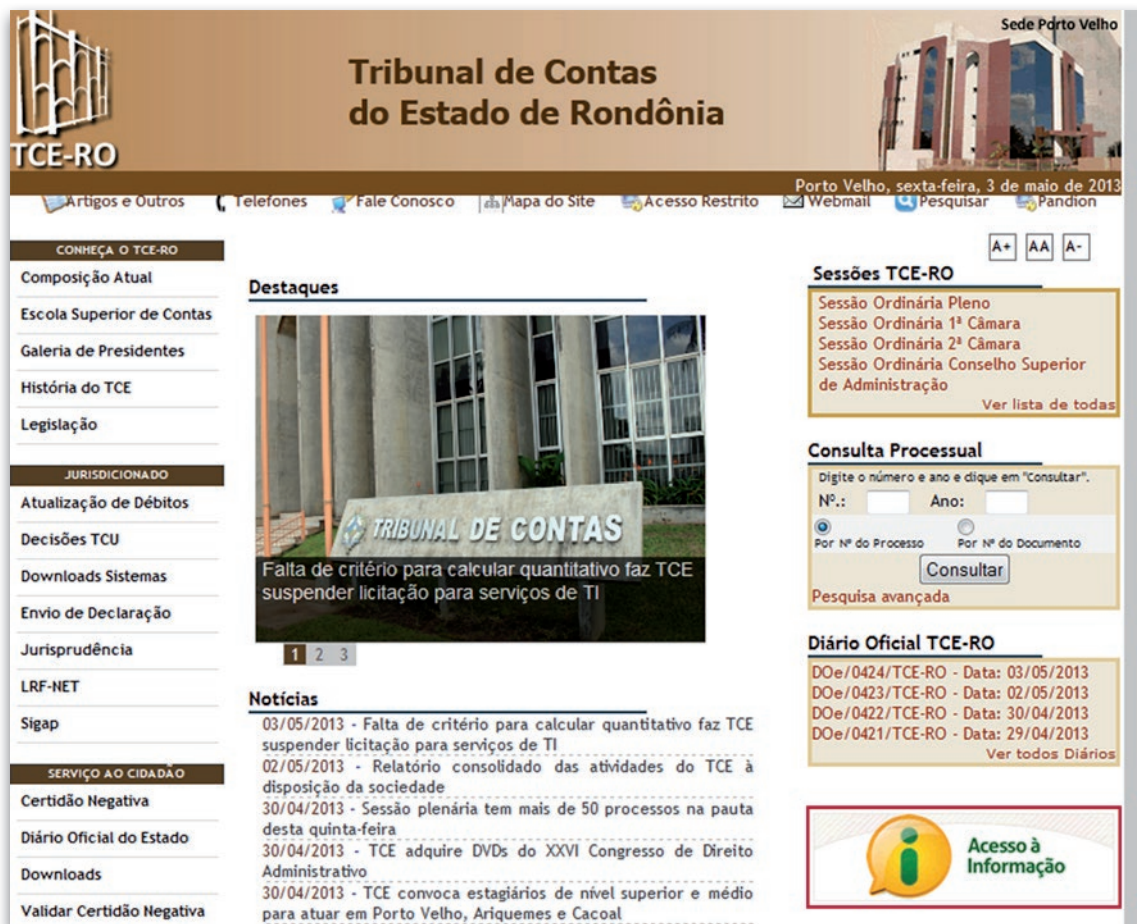 Sede Porto Velho
Tribunal de Contas
do Estado de Rondônia
TCE-RO
Porto Velho, sexta-feira, 3 de maio de 2013
Artigos e Outros Telefones Fale Conosco Mapa do Site Acesso Restrito Webmail Pesquisar Pandion
A+ AA A-
CONHEÇA O TCE-RO
Composição Atual
Escola Superior de Contas
Galeria de Presidentes
História do TCE
Legislação
JURISDICIONADO
Atualização de Débitos
Decisões TCU
Downloads Sistemas
Envio de Declaração
Jurisprudência
LRF-NET
Sigap
SERVIÇO AO CIDADÃO
Certidão Negativa
Diário Oficial do Estado
Downloads
Validar Certidão Negativa
Destaques
TRIBUNAL DE CONTAS
Falta de critério para calcular quantitativo faz TCE
suspender licitação para serviços de TI
1 2 3
Notícias
03/05/2013 - Falta de critério para calcular quantitativo faz TCE
suspender licitação para serviços de TI
02/05/2013 - Relatório consolidado das atividades do TCE à
disposição da sociedade
30/04/2013 - Sessão plenária tem mais de 50 processos na pauta
desta quinta-feira
30/04/2013 - TCE adquire DVDs do XXVI Congresso de Direito
Administrativo
30/04/2013 - TCE convoca estagiários de nível superior e médio
para atuar em Porto Velho, Ariquemes e Cacoal
Sessões TCE-RO
Sessão Ordinária Pleno
Sessão Ordinária 1ª Câmara
Sessão Ordinária 2ª Câmara
Sessão Ordinária Conselho Superior
de Administração
Ver lista de todas
Consulta Processual
Digite o número e ano e clique em "Consultar".
Nº.: Ano:
Por Nº do Processo Por Nº do Documento
Consultar
Pesquisa avançada
Diário Oficial TCE-RO
DOe/0424/TCE-RO - Data: 03/05/2013
DOe/0423/TCE-RO - Data: 02/05/2013
DOe/0422/TCE-RO - Data: 30/04/2013
DOe/0421/TCE-RO - Data: 29/04/2013
Ver todos Diários
Acesso à
Informação